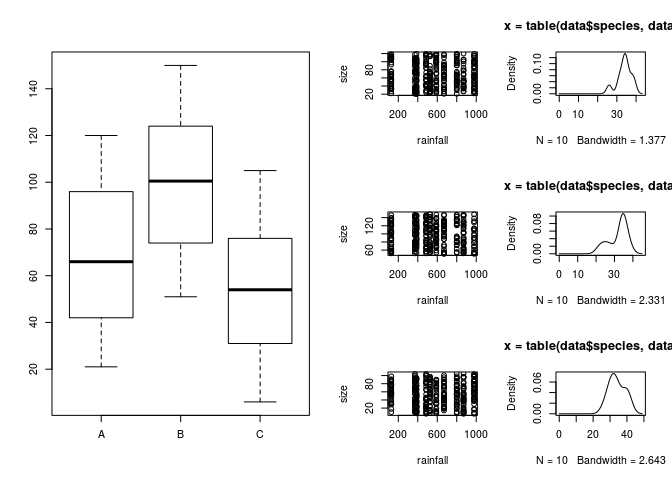 140
120
100
80
60
40
20
A B C
size
80
20
200 600 1000
rainfall
x = table(data$species, data
Density
0.10
0.00
0 10 30
N = 10 Bandwidth = 1.377
size
120
60
200 600 1000
rainfall
x = table(data$species, data
Density
0.08
0.00
0 10 30
N = 10 Bandwidth = 2.331
size
80
20
200 600 1000
rainfall
x = table(data$species, data
Density
0.06
0.00
0 20 40
N = 10 Bandwidth = 2.643